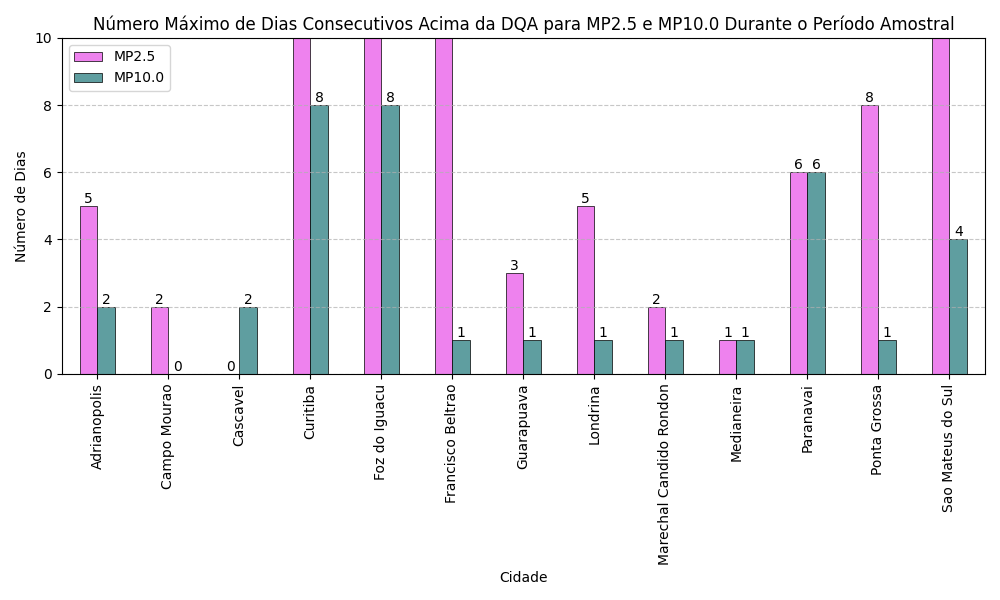 Número Máximo de Dias Consecutivos Acima da DQA para MP2.5 e MP10.0 Durante o Período Amostral
MP2.5
MP10.0
Número de Dias
10
8
6
4
2
0
5
2
2
0
0
2
8
8
1
3
1
5
1
2
1
1
1
6
6
8
1
4
Adrianopolis
Campo Mourao
Cascavel
Curitiba
Foz do Iguacu
Francisco Beltrao
Guarapuava
Londrina
Marechal Candido Rondon
Medianeira
Paranavai
Ponta Grossa
Sao Mateus do Sul
Cidade